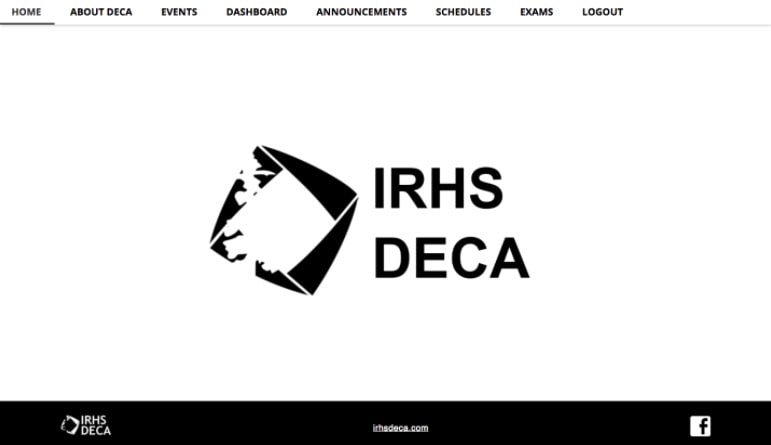 HOME ABOUT DECA EVENTS DASHBOARD ANNOUNCEMENTS SCHEDULES EXAMS LOGOUT
IRHS
DECA
IRHS
DECA
irhsdeca.com